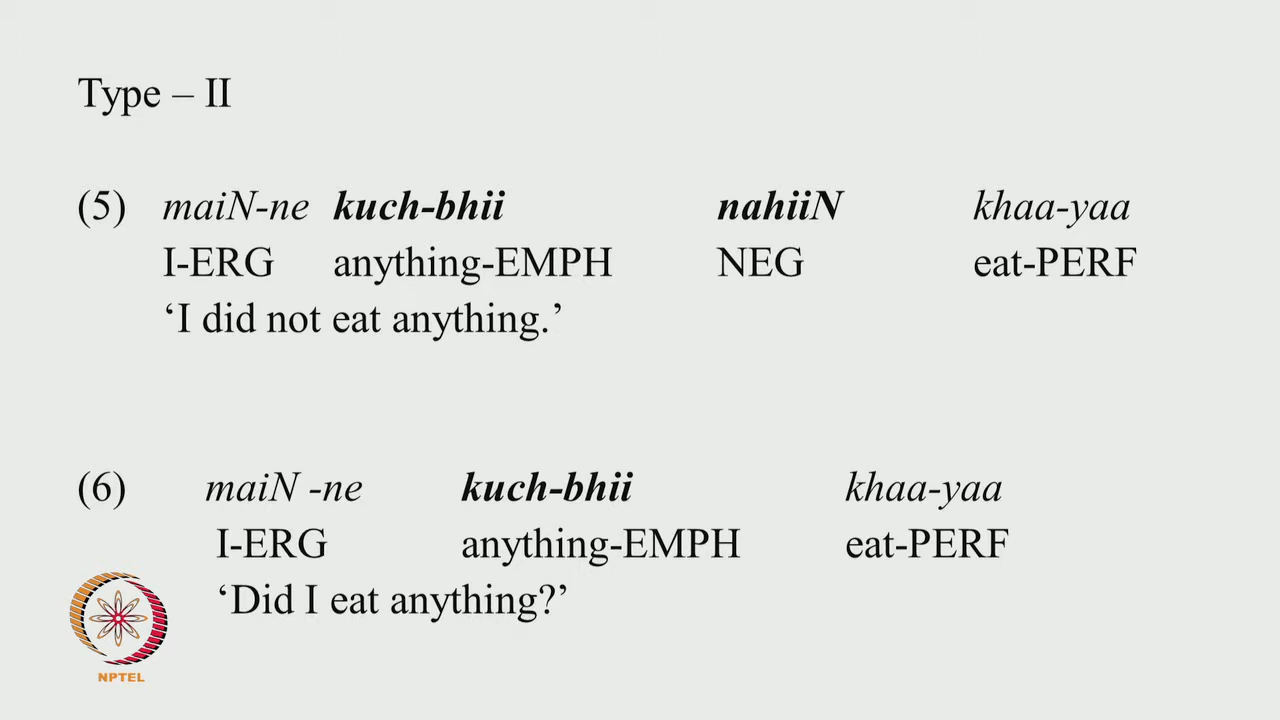 Type – II
(5) maiN-ne kuch-bhii nahiiN khaa-yaa
I-ERG anything-EMPH NEG eat-PERF
‘I did not eat anything.’
(6) maiN -ne kuch-bhii khaa-yaa
I-ERG anything-EMPH eat-PERF
‘Did I eat anything?’
NPTEL